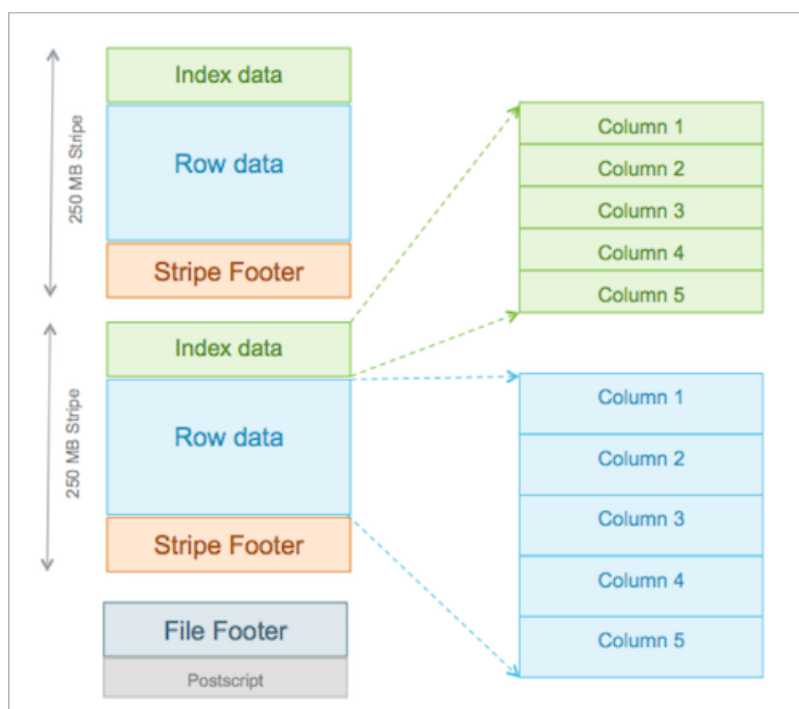 250 MB Stripe
Index data
Row data
Stripe Footer
250 MB Stripe
Index data
Row data
Stripe Footer
File Footer
Postscript
Column 1
Column 2
Column 3
Column 4
Column 5
Column 1
Column 2
Column 3
Column 4
Column 5